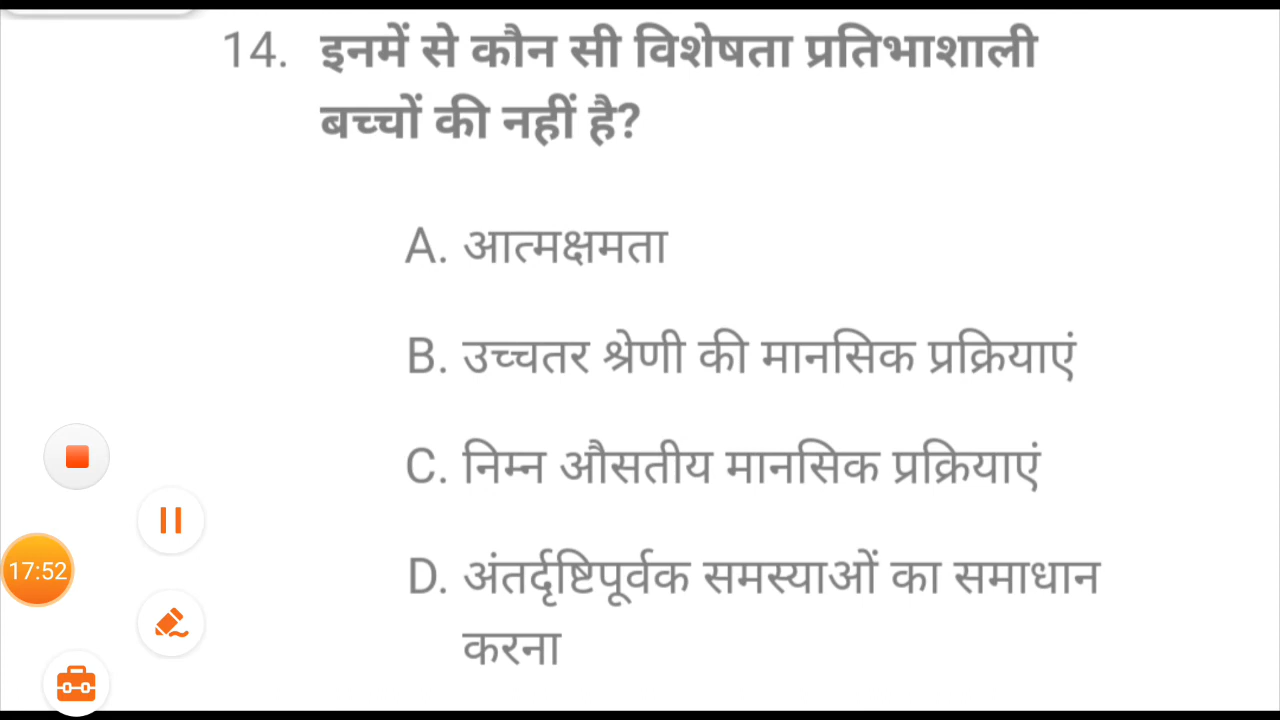 14. इनमें से कौन सी विशेषता प्रतिभाशाली
बच्चों की नहीं है?
A. आत्मक्षमता
B. उच्चतर श्रेणी की मानसिक प्रक्रियाएं
C. निम्न औसतीय मानसिक प्रक्रियाएं
D. अंतर्दृष्टिपूर्वक समस्याओं का समाधान
करना
17:52